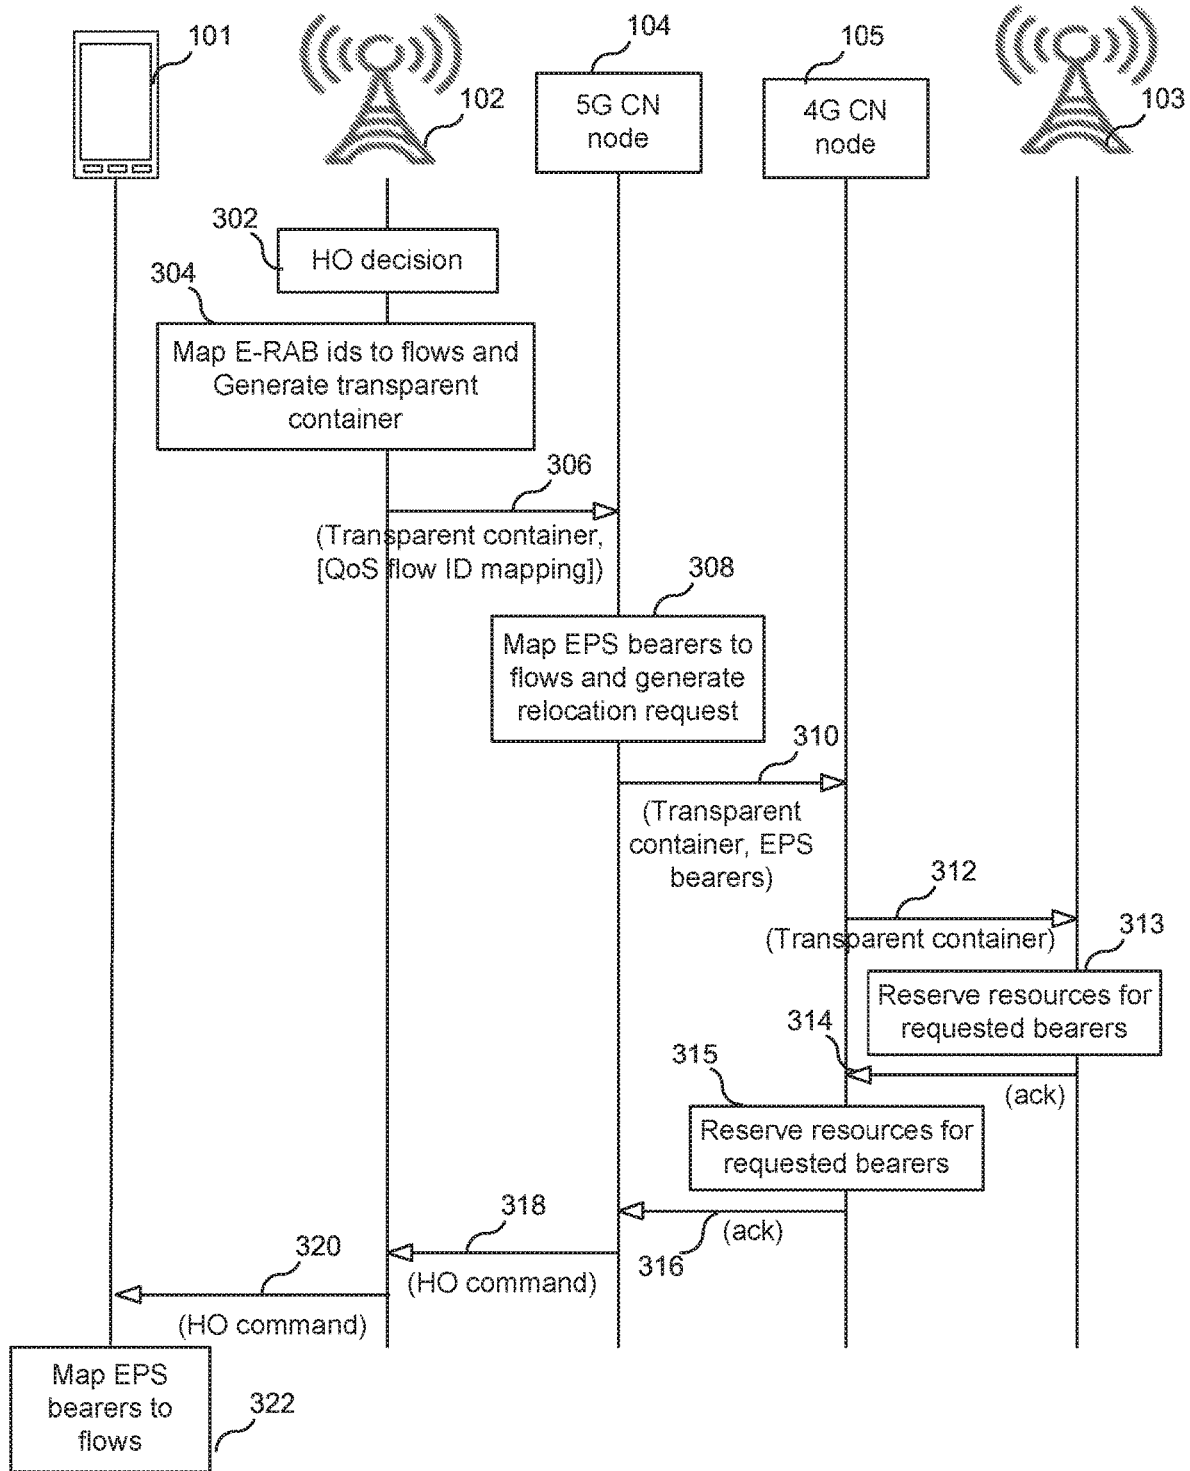 101
102
104
105
103
5G CN
node
4G CN
node
302
HO decision
304
Map E-RAB ids to flows and
Generate transparent
container
306
(Transparent container,
[QoS flow ID mapping])
308
Map EPS bearers to
flows and generate
relocation request
310
(Transparent
container, EPS
bearers)
312
(Transparent container)
313
Reserve resources for
requested bearers
314
(ack)
315
Reserve resources for
requested bearers
316
(ack)
318
(HO command)
320
(HO command)
Map EPS
bearers to
flows
322